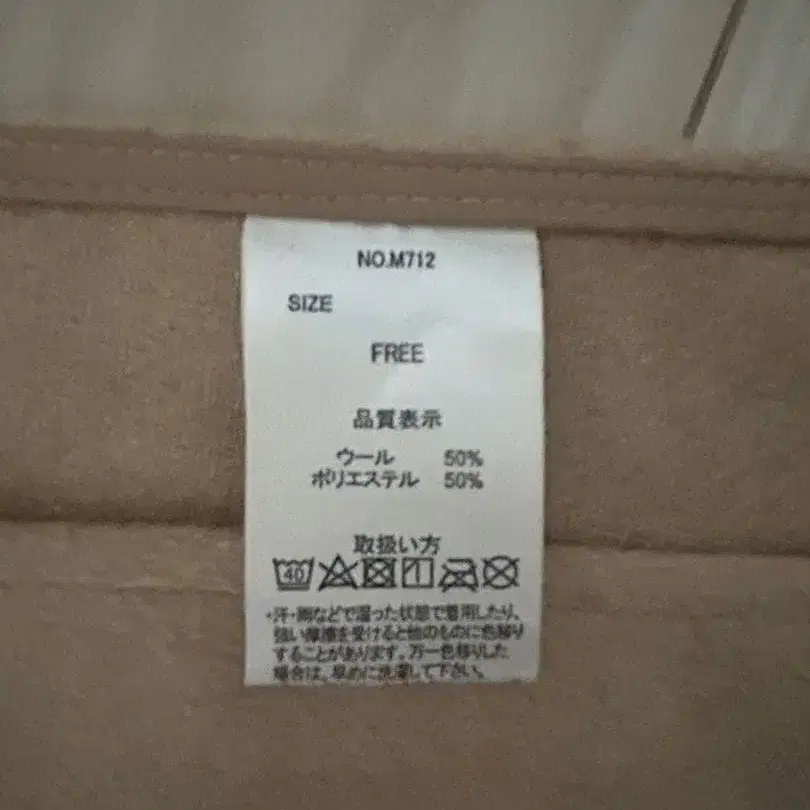 NO.M712
SIZE
FREE
品質表示
ウール 50%
ポリエステル 50%
取扱い方
40
・汗・雨などで湿った状態で着用したり、
強い摩擦を受けると他のものに色移り
することがあります。万一色移りした
場合は、早めに洗濯して下さい。